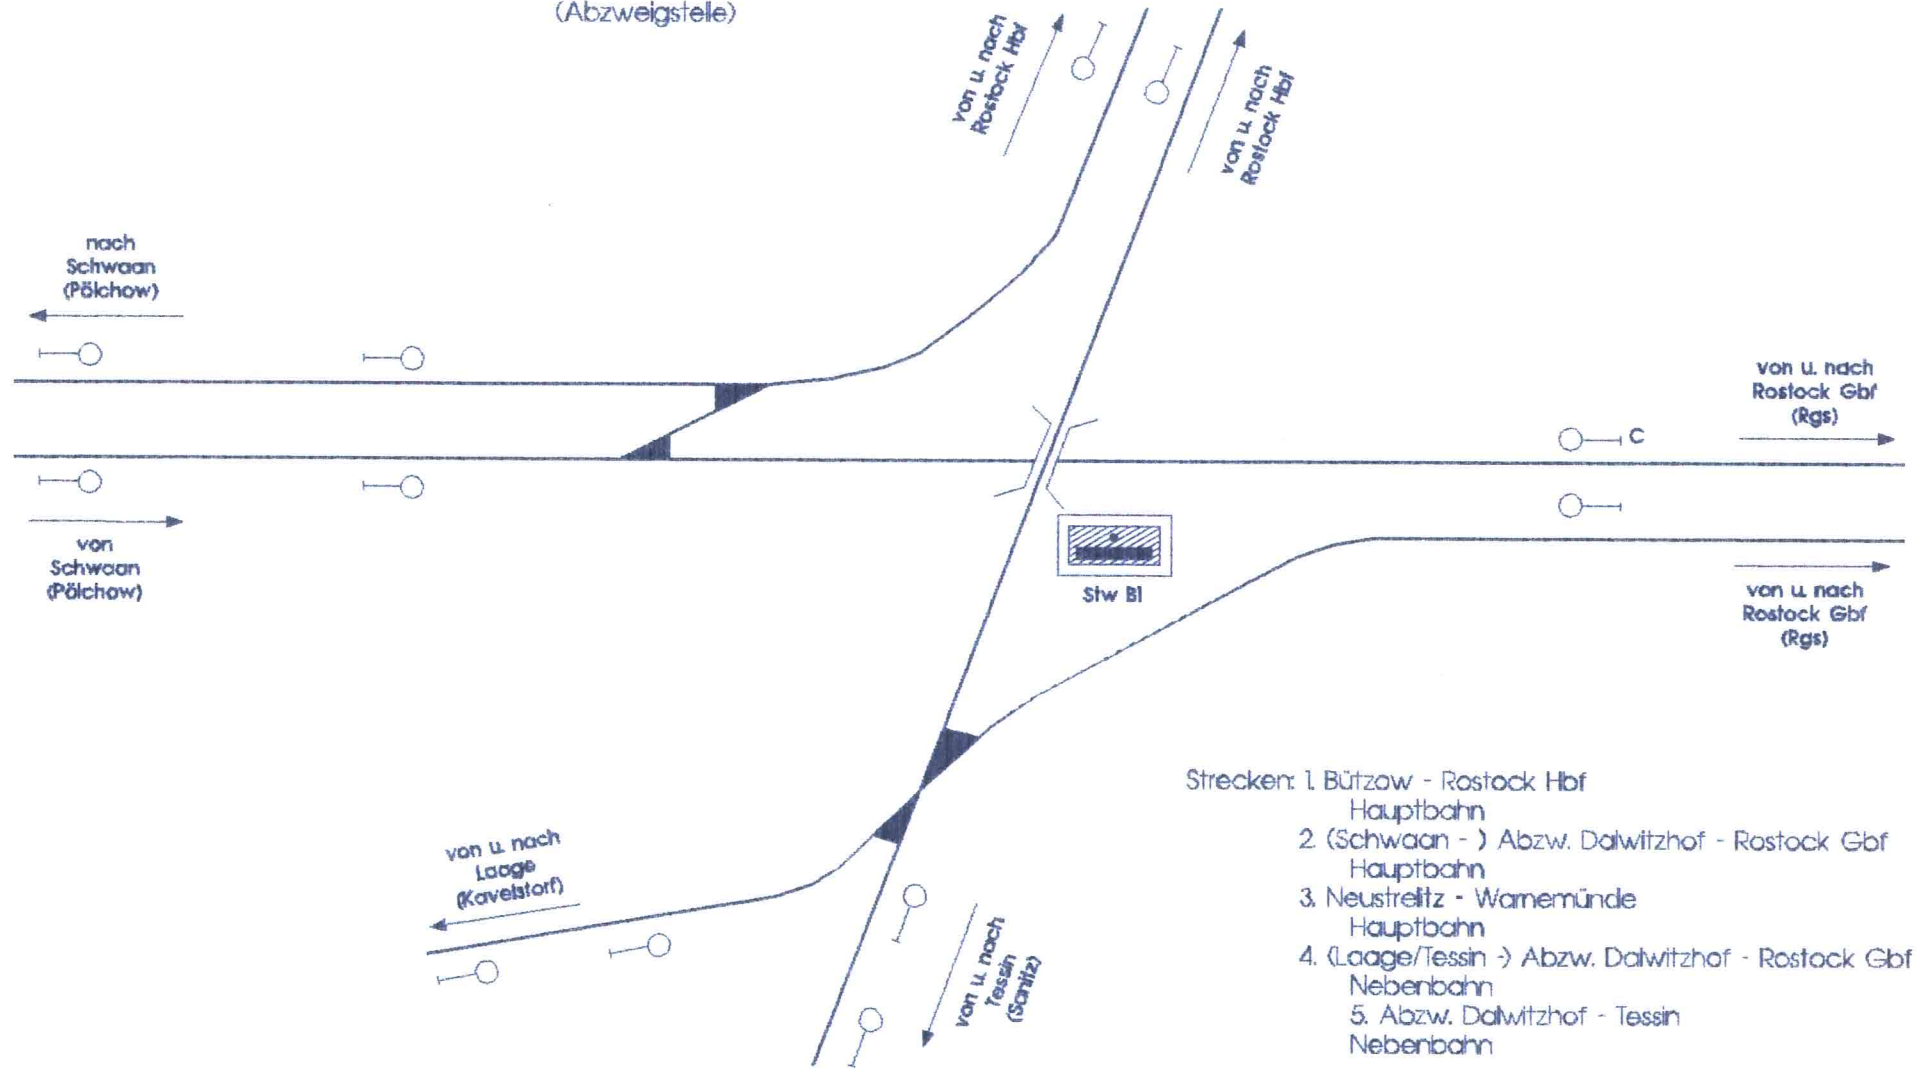 (Abzweigstelle)
von u. nach
Rostock Hbf
von u. nach
Rostock Hbf
nach
Schwaan
(Pölchow)
von
Schwaan
(Pölchow)
von u. nach
Rostock Gbf
(Rgs)
C
von u. nach
Rostock Gbf
(Rgs)
Stw B1
von u. nach
Laage
(Kavelstorf)
von u. nach
Tessin
(Sanitz)
Strecken: 1. Bützow - Rostock Hbf
Hauptbahn
2. (Schwaan - ) Abzw. Dalwitzhof - Rostock Gbf
Hauptbahn
3. Neustrelitz - Warnemünde
Hauptbahn
4. (Laage/Tessin -) Abzw. Dalwitzhof - Rostock Gbf
Nebenbahn
5. Abzw. Dalwitzhof - Tessin
Nebenbahn